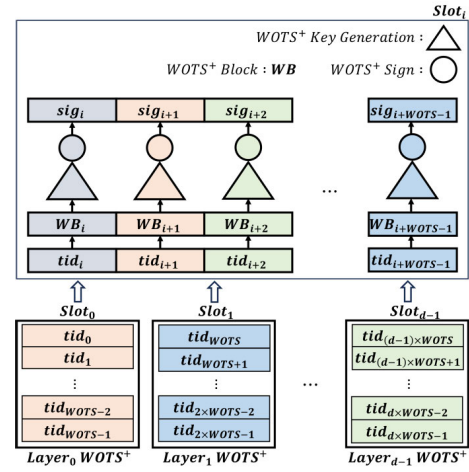 Slot_i
WOTS⁺ Key Generation :
WOTS⁺ Block : WB WOTS⁺ Sign :
sig_i sig_{i+1} sig_{i+2} sig_{i+WOTS-1}
...
WB_i WB_{i+1} WB_{i+2} WB_{i+WOTS-1}
tid_i tid_{i+1} tid_{i+2} tid_{i+WOTS-1}
Slot_0 Slot_1 Slot_{d-1}
tid_0 tid_{WOTS} tid_{(d-1)×WOTS}
tid_1 tid_{WOTS+1} tid_{(d-1)×WOTS+1}
⋮ ⋮ ... ⋮
tid_{WOTS-2} tid_{2×WOTS-2} tid_{d×WOTS-2}
tid_{WOTS-1} tid_{2×WOTS-1} tid_{d×WOTS-1}
Layer_0 WOTS⁺ Layer_1 WOTS⁺ Layer_{d-1} WOTS⁺